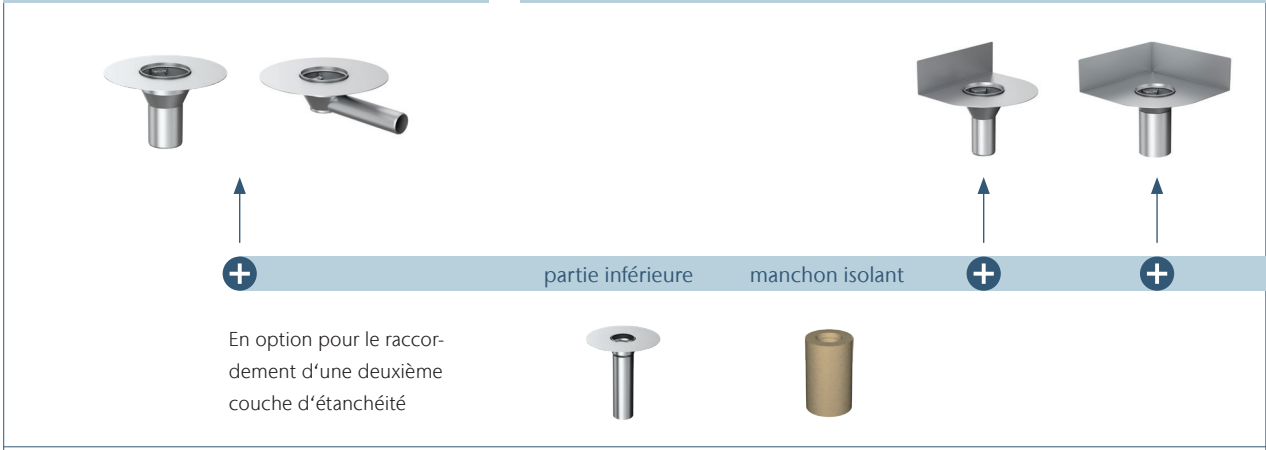 partie inférieure
manchon isolant
En option pour le raccor-
dement d‘une deuxième
couche d‘étanchéité